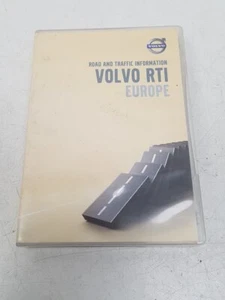 VOLVO
ROAD AND TRAFFIC INFORMATION
VOLVO RTI
EUROPE